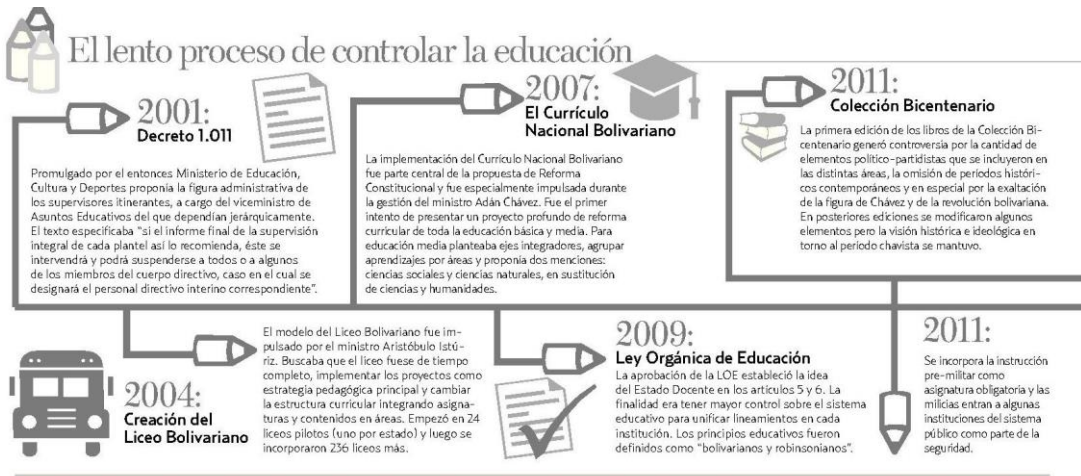 El lento proceso de controlar la educación
2001:
Decreto 1.011
Promulgado por el entonces Ministerio de Educación,
Cultura y Deportes proponía la figura administrativa de
los supervisores itinerantes, a cargo del viceministro de
Asuntos Educativos del que dependían jerárquicamente.
El texto especificaba “si el informe final de la supervisión
integral de cada plantel así lo recomienda, éste se
intervendrá y podrá suspenderse a todos o a algunos
de los miembros del cuerpo directivo, caso en el cual se
designará el personal directivo interino correspondiente”.
2007:
El Currículo
Nacional Bolivariano
La implementación del Currículo Nacional Bolivariano
fue parte central de la propuesta de Reforma
Constitucional y fue especialmente impulsada durante
la gestión del ministro Adán Chávez. Fue el primer
intento de presentar un proyecto profundo de reforma
curricular de toda la educación básica y media. Para
educación media planteaba ejes integradores, agrupar
aprendizajes por áreas y proponía dos menciones:
ciencias sociales y ciencias naturales, en sustitución
de ciencias y humanidades.
2011:
Colección Bicentenario
La primera edición de los libros de la Colección Bi-
centenario generó controversia por la cantidad de
elementos político-partidistas que se incluyeron en
las distintas áreas, la omisión de periodos históri-
cos contemporáneos y en especial por la exaltación
de la figura de Chávez y de la revolución bolivariana.
En posteriores ediciones se modificaron algunos
elementos pero la visión histórica e ideológica en
torno al período chavista se mantuvo.
2004:
Creación del
Liceo Bolivariano
El modelo del Liceo Bolivariano fue im-
pulsado por el ministro Aristóbulo Istú-
riz. Buscaba que el liceo fuese de tiempo
completo, implementar los proyectos como
estrategia pedagógica principal y cambiar
la estructura curricular integrando asigna-
turas y contenidos en áreas. Empezó en 24
liceos pilotos (uno por estado) y luego se
incorporaron 236 liceos más.
2009:
Ley Orgánica de Educación
La aprobación de la LOE estableció la idea
del Estado Docente en los artículos 5 y 6. La
finalidad era tener mayor control sobre el sistema
educativo para unificar lineamientos en cada
institución. Los principios educativos fueron
definidos como “bolivarianos y robinsonianos”.
2011:
Se incorpora la instrucción
pre-militar como
asignatura obligatoria y las
milicias entran a algunas
instituciones del sistema
público como parte de la
seguridad.